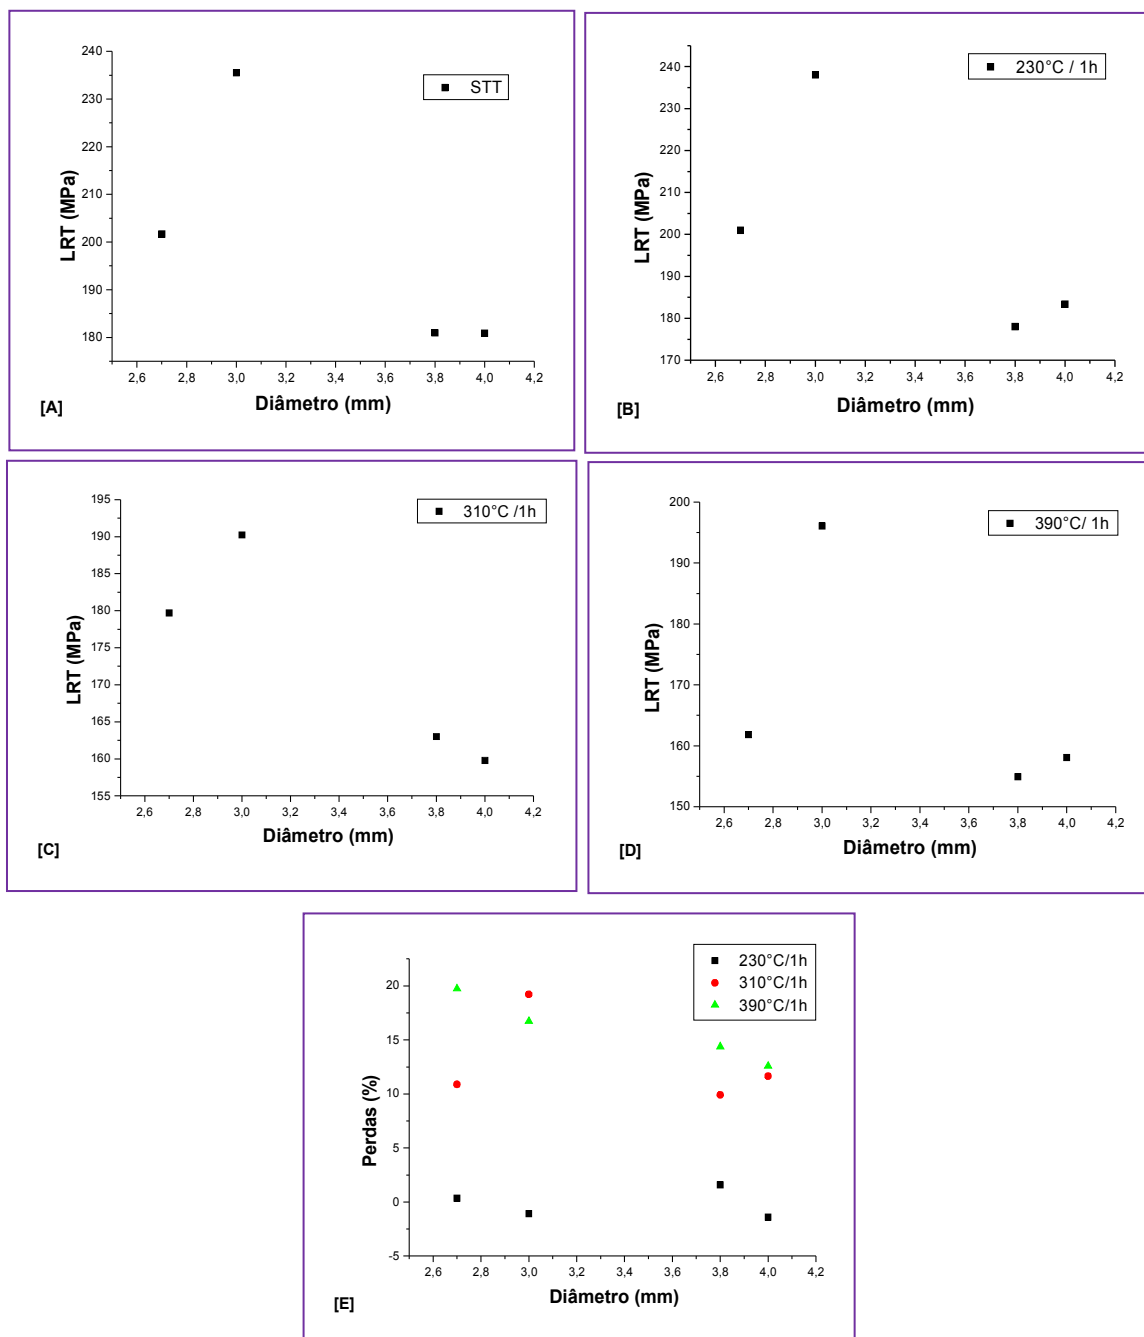 STT
LRT (MPa)
240
230
220
210
200
190
180
2,6 2,8 3,0 3,2 3,4 3,6 3,8 4,0 4,2
Diâmetro (mm)
[A]
230°C / 1h
LRT (MPa)
240
230
220
210
200
190
180
170
2,6 2,8 3,0 3,2 3,4 3,6 3,8 4,0 4,2
Diâmetro (mm)
[B]
310°C /1h
LRT (MPa)
195
190
185
180
175
170
165
160
155
2,6 2,8 3,0 3,2 3,4 3,6 3,8 4,0 4,2
Diâmetro (mm)
[C]
390°C/ 1h
LRT (MPa)
200
190
180
170
160
150
2,6 2,8 3,0 3,2 3,4 3,6 3,8 4,0 4,2
Diâmetro (mm)
[D]
230°C/1h
310°C/1h
390°C/1h
Perdas (%)
20
15
10
5
0
-5
2,6 2,8 3,0 3,2 3,4 3,6 3,8 4,0 4,2
Diâmetro (mm)
[E]